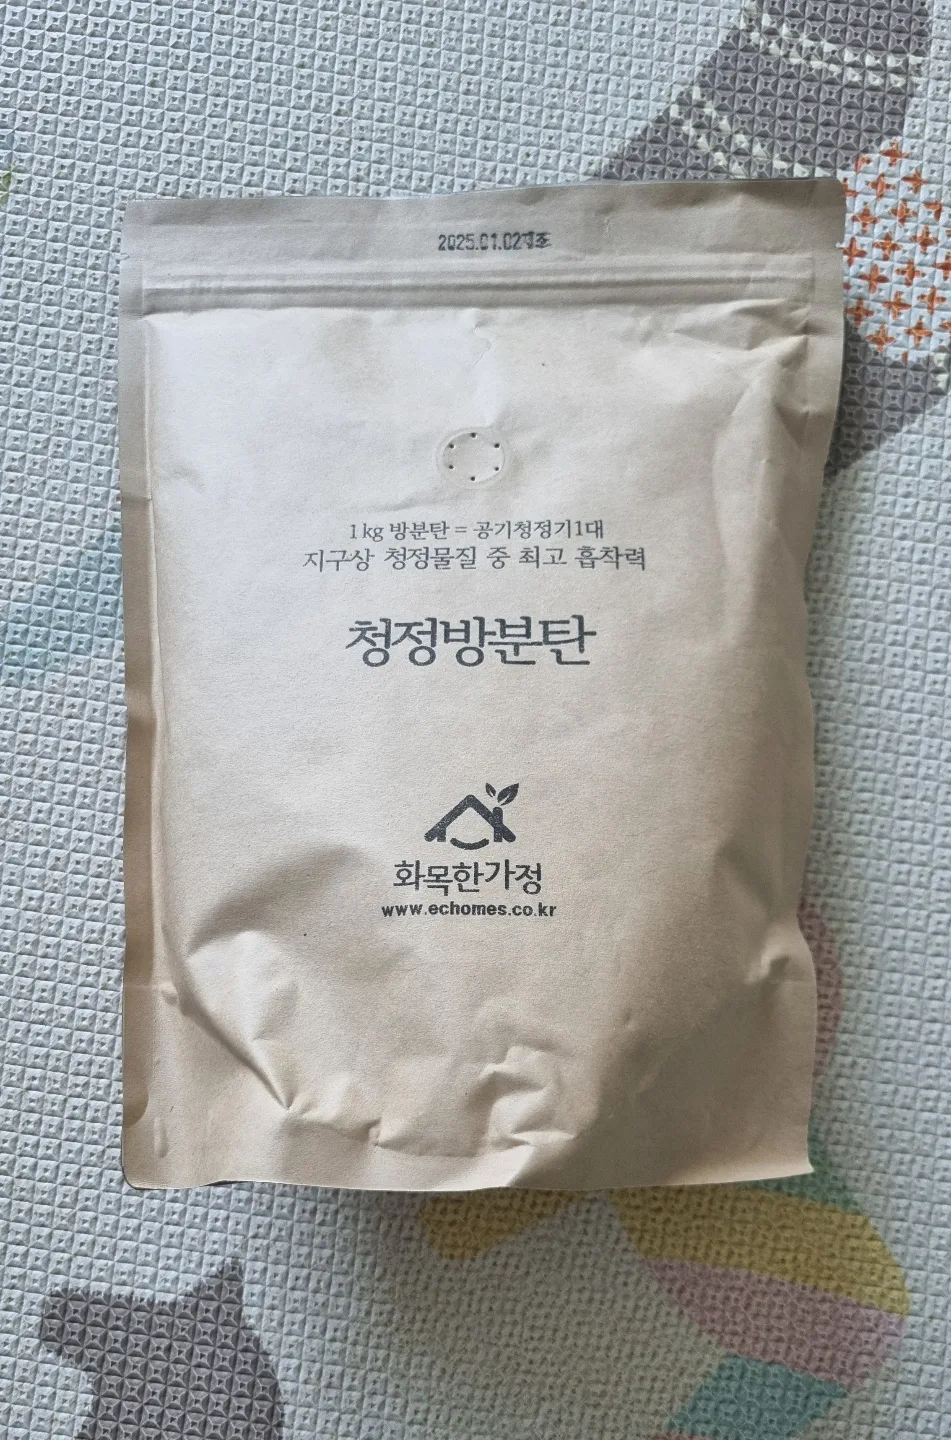 2025.01.02제조
1kg 방분탄 = 공기청정기1대
지구상 청정물질 중 최고 흡착력
청정방분탄
화목한가정
www.echomes.co.kr